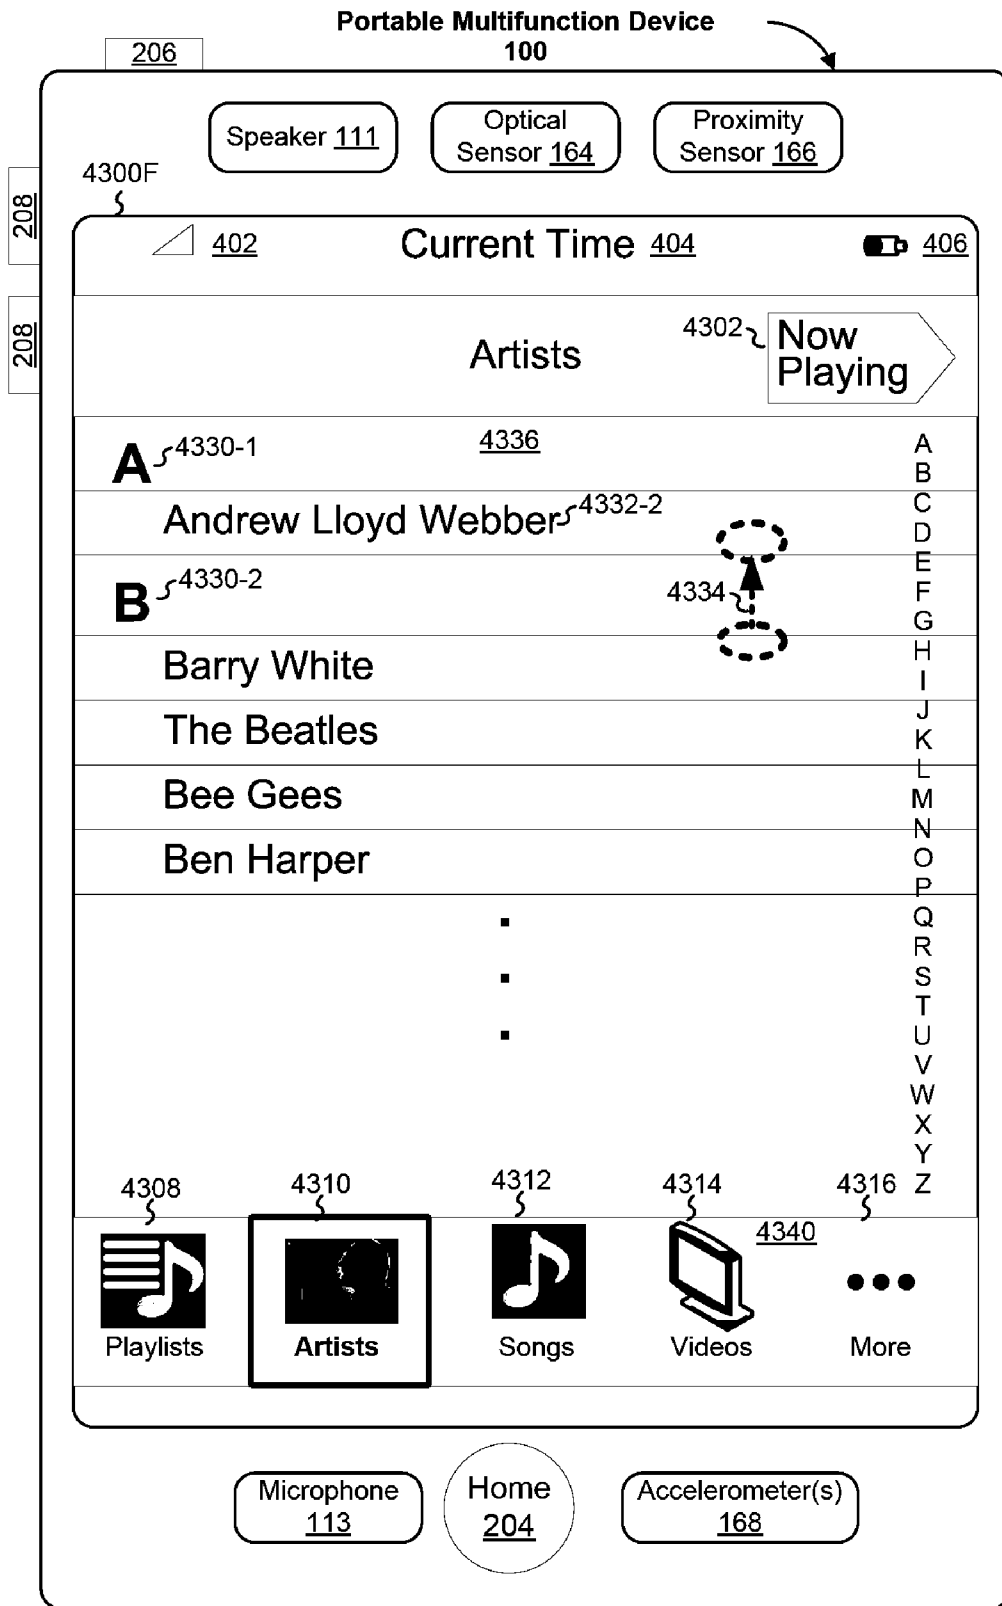 Portable Multifunction Device
100
206
Speaker 111
Optical
Sensor 164
Proximity
Sensor 166
208
208
4300F
402
Current Time 404
406
Artists
4302
Now
Playing
A
4330-1
4336
Andrew Lloyd Webber
4332-2
B
4330-2
4334
Barry White
The Beatles
Bee Gees
Ben Harper
A
B
C
D
E
F
G
H
I
J
K
L
M
N
O
P
Q
R
S
T
U
V
W
X
Y
Z
4308
4310
4312
4314
4316
4340
Playlists
Artists
Songs
Videos
More
Microphone
113
Home
204
Accelerometer(s)
168